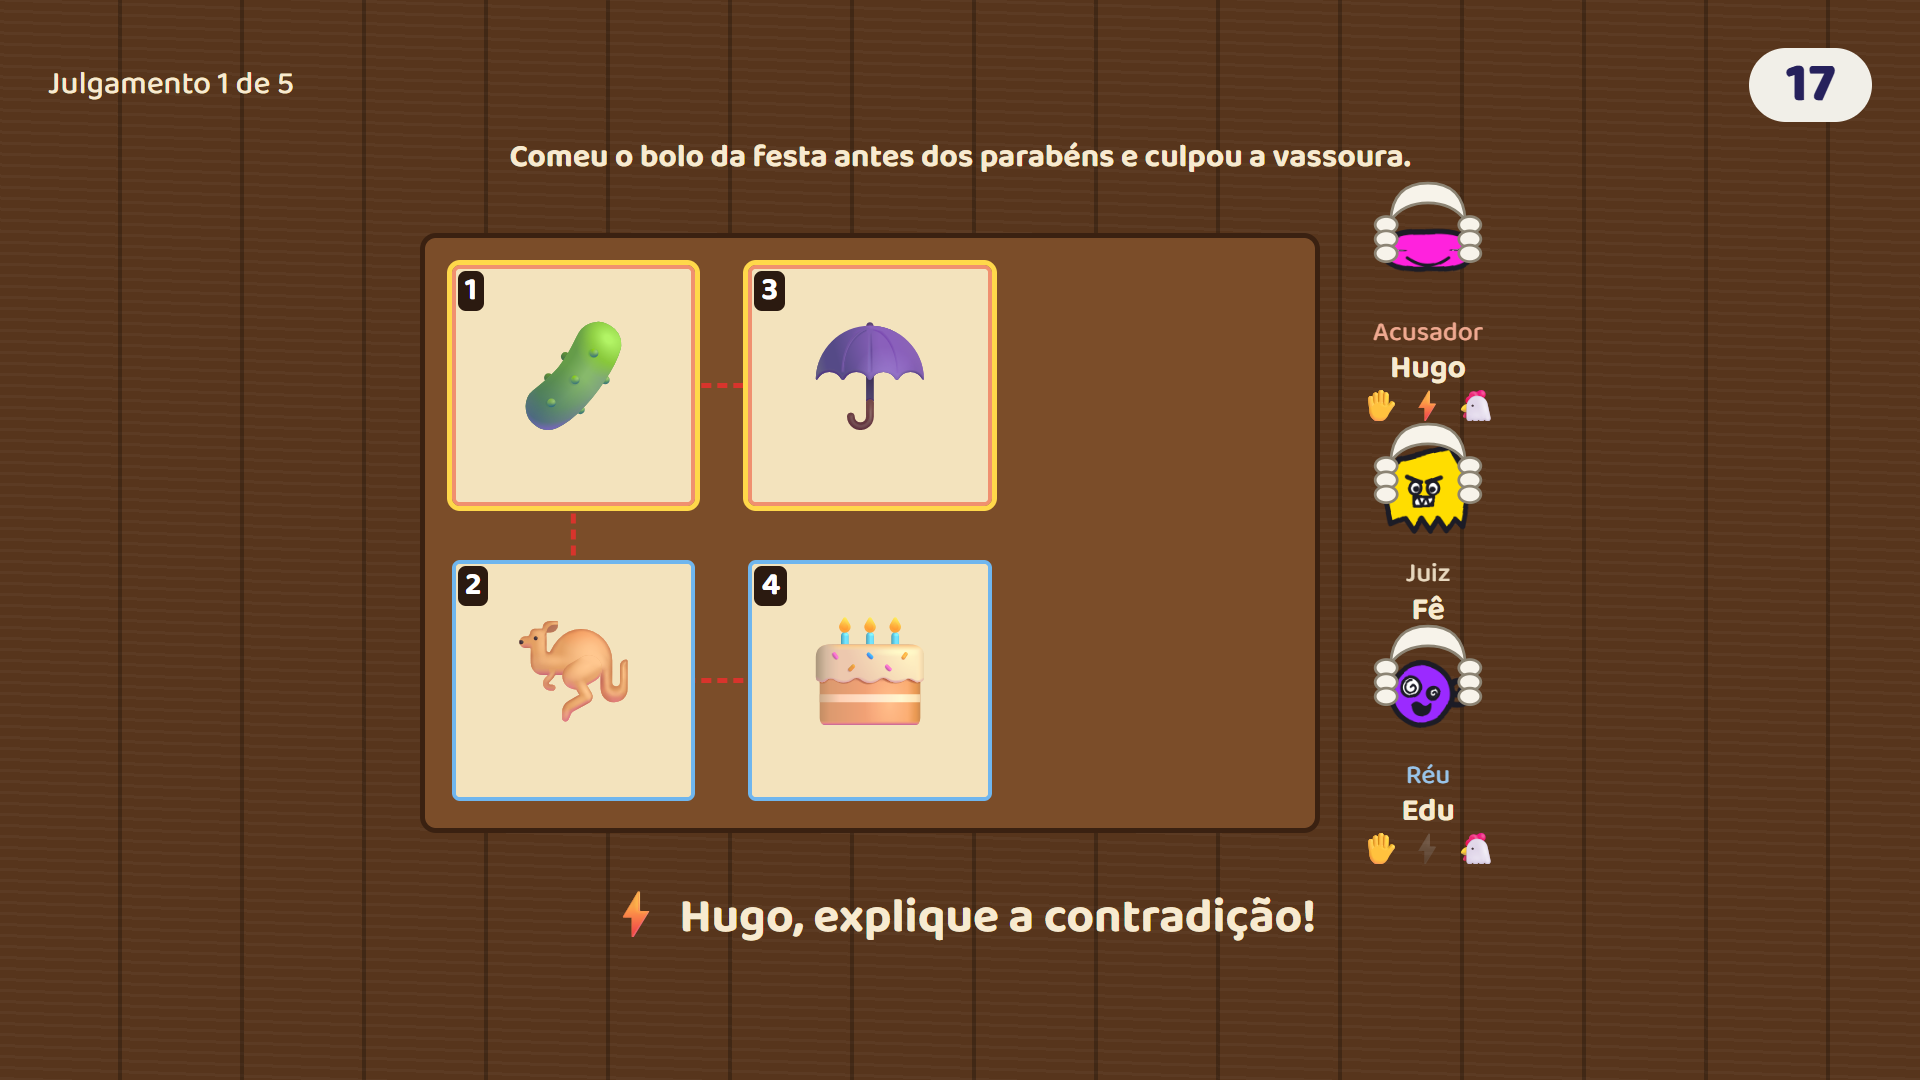 Julgamento 1 de 5
17
Comeu o bolo da festa antes dos parabéns e culpou a vassoura.
1
3
2
4
Acusador
Hugo
Juiz
Fê
Réu
Edu
Hugo, explique a contradição!